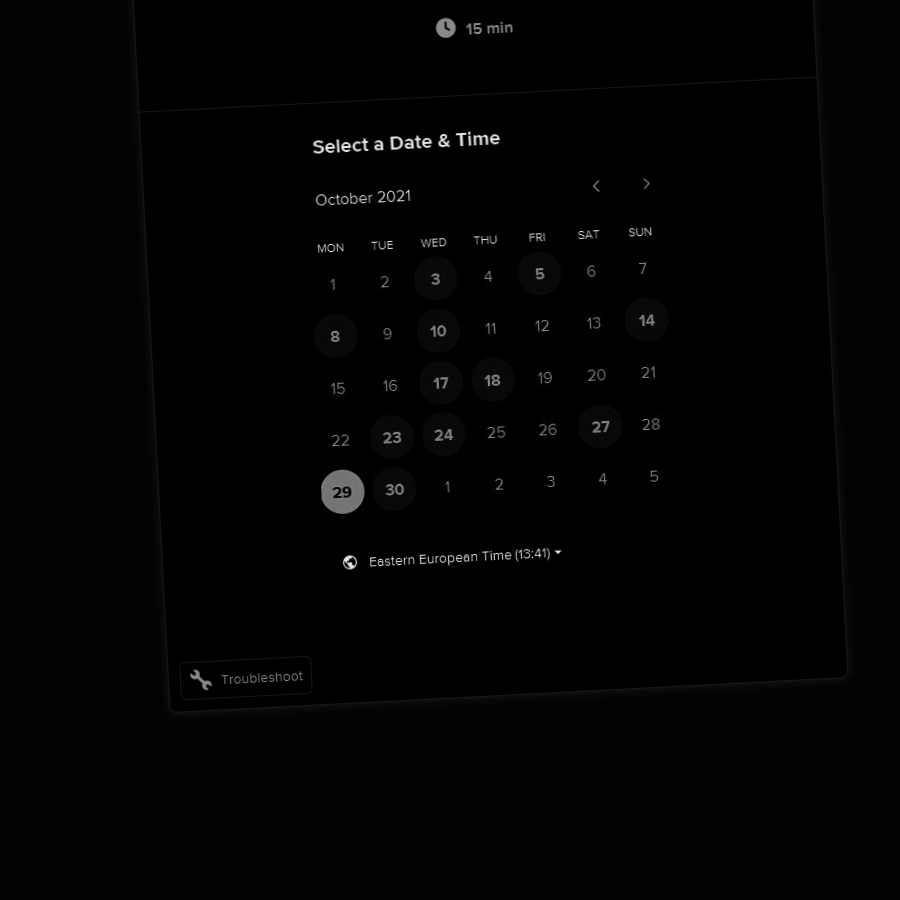 15 min
Select a Date & Time
October 2021
MON TUE WED THU FRI SAT SUN
1 2 3 4 5 6 7
8 9 10 11 12 13 14
15 16 17 18 19 20 21
22 23 24 25 26 27 28
29 30 1 2 3 4 5
Eastern European Time (13:41)
Troubleshoot